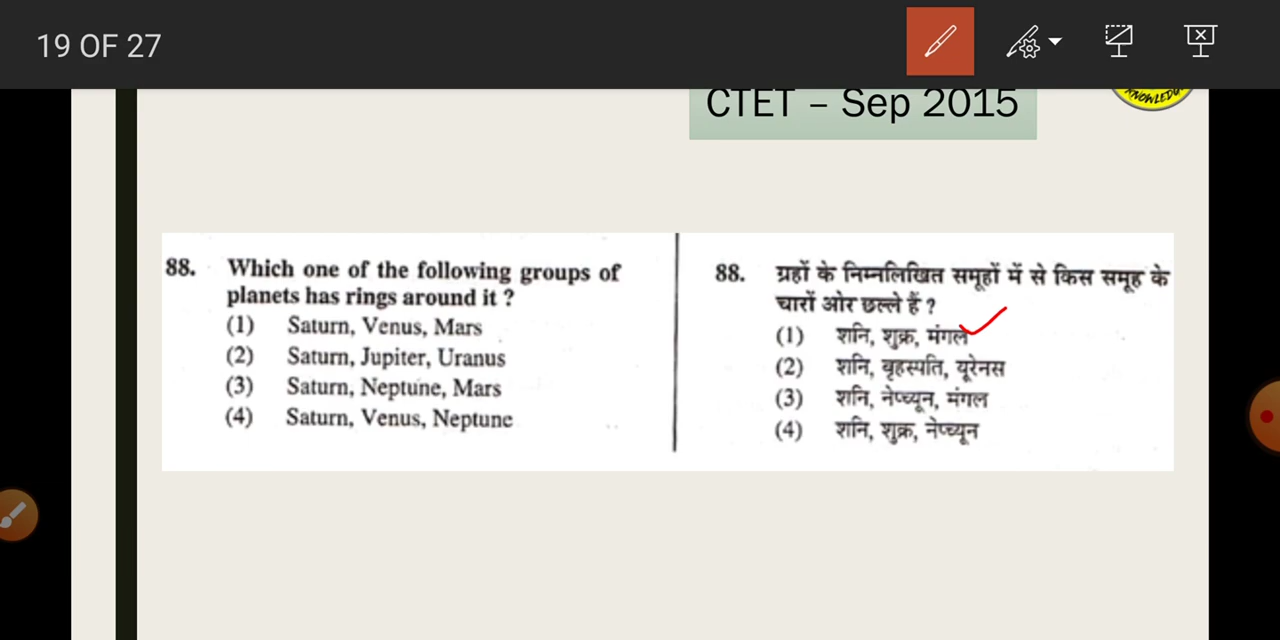 19 OF 27
CTET – Sep 2015
KNOWLEDGE
88. Which one of the following groups of
planets has rings around it ?
(1) Saturn, Venus, Mars
(2) Saturn, Jupiter, Uranus
(3) Saturn, Neptune, Mars
(4) Saturn, Venus, Neptune
88. ग्रहों के निम्नलिखित समूहों में से किस समूह के
चारों ओर छल्ले हैं ?
(1) शनि, शुक्र, मंगल
(2) शनि, बृहस्पति, यूरेनस
(3) शनि, नेप्च्यून, मंगल
(4) शनि, शुक्र, नेप्च्यून